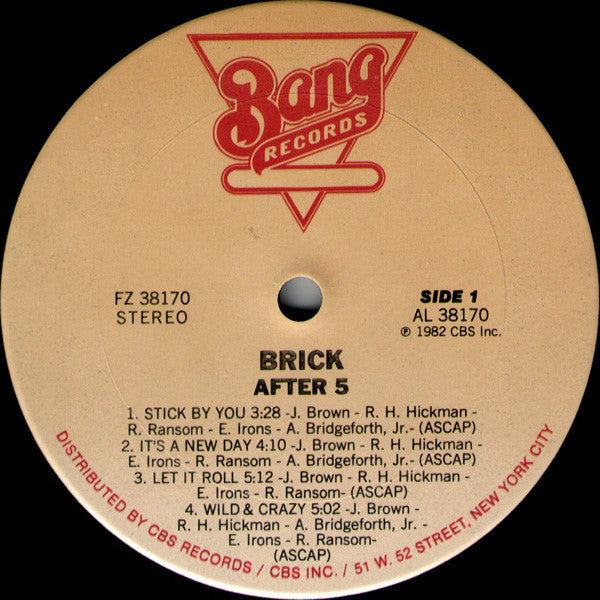 Bang
RECORDS
FZ 38170
STEREO
SIDE 1
AL 38170
℗ 1982 CBS Inc.
BRICK
AFTER 5
1. STICK BY YOU 3:28 -J. Brown - R. H. Hickman -
R. Ransom - E. Irons - A. Bridgeforth, Jr.- (ASCAP)
2. IT'S A NEW DAY 4:10 -J. Brown - R. H. Hickman -
E. Irons - R. Ransom - A. Bridgeforth, Jr.- (ASCAP)
3. LET IT ROLL 5:12 -J. Brown - R. H. Hickman -
E. Irons - R. Ransom- (ASCAP)
4. WILD & CRAZY 5:02 -J. Brown -
R. H. Hickman - A. Bridgeforth, Jr. -
E. Irons - R. Ransom-
(ASCAP)
DISTRIBUTED BY CBS RECORDS / CBS INC. / 51 W. 52 STREET, NEW YORK CITY